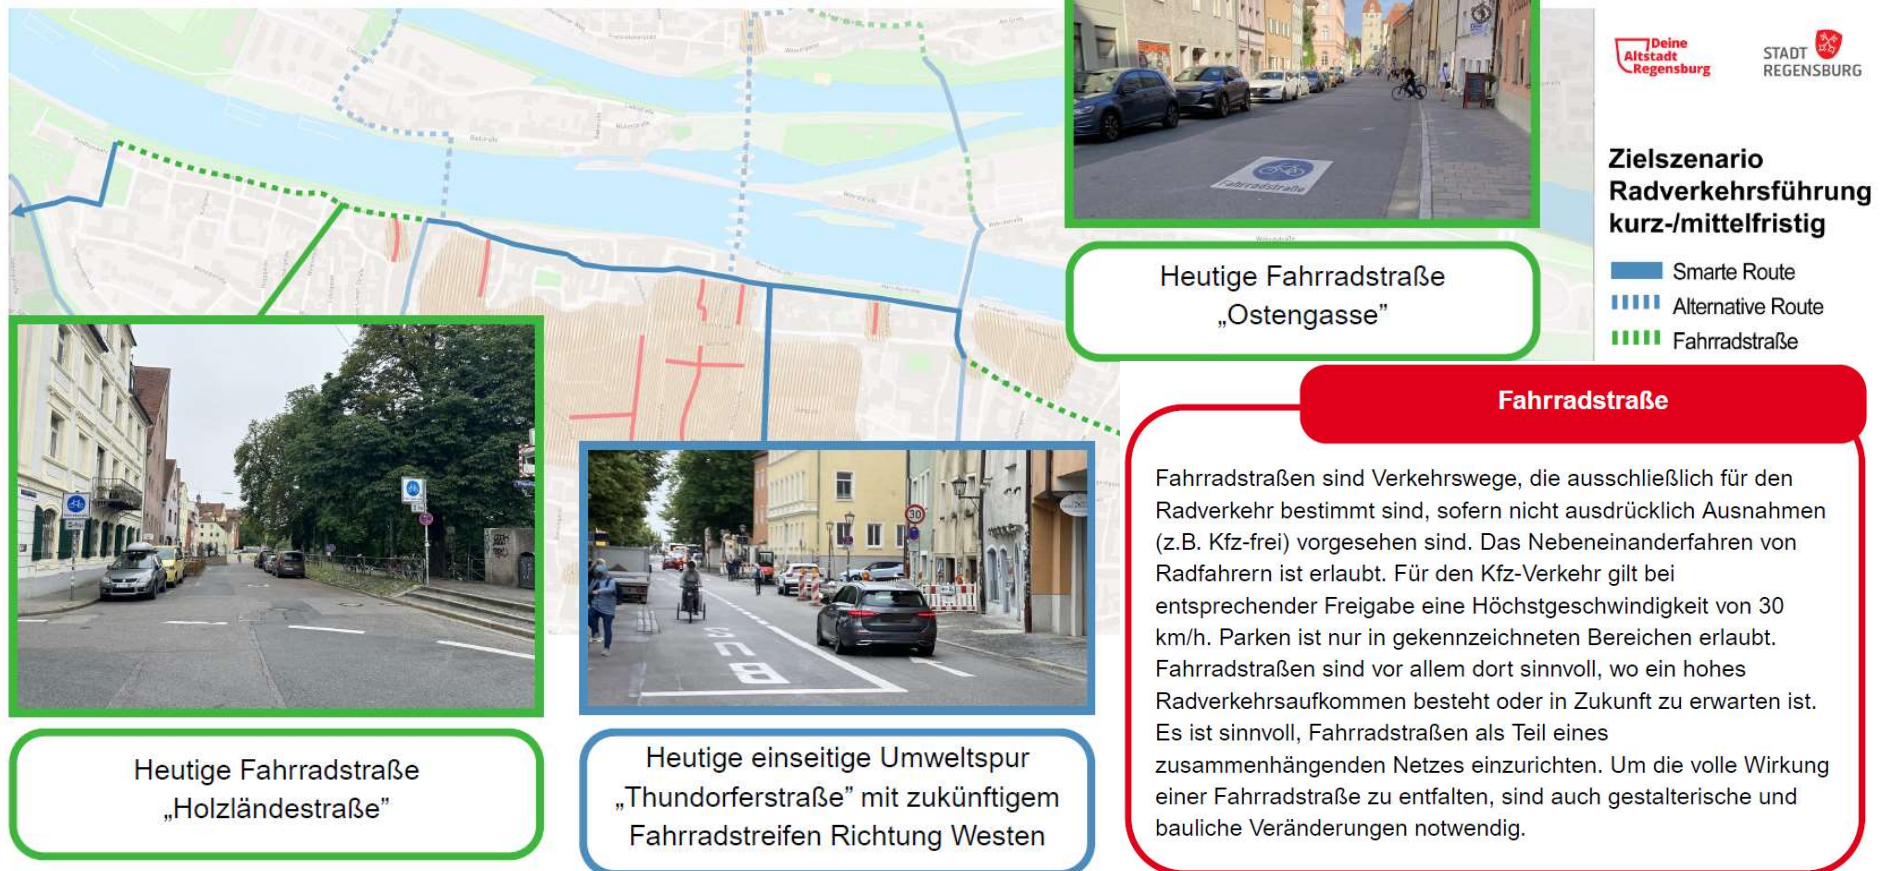 Deine
Altstadt
Regensburg
STADT
REGENSBURG
Zielszenario
Radverkehrsführung
kurz-/mittelfristig
Smarte Route
Alternative Route
Fahrradstraße
Fahrradstraße
Heutige Fahrradstraße
„Ostengasse”
Fahrradstraße
Fahrradstraßen sind Verkehrswege, die ausschließlich für den
Radverkehr bestimmt sind, sofern nicht ausdrücklich Ausnahmen
(z.B. Kfz-frei) vorgesehen sind. Das Nebeneinanderfahren von
Radfahrern ist erlaubt. Für den Kfz-Verkehr gilt bei
entsprechender Freigabe eine Höchstgeschwindigkeit von 30
km/h. Parken ist nur in gekennzeichneten Bereichen erlaubt.
Fahrradstraßen sind vor allem dort sinnvoll, wo ein hohes
Radverkehrsaufkommen besteht oder in Zukunft zu erwarten ist.
Es ist sinnvoll, Fahrradstraßen als Teil eines
zusammenhängenden Netzes einzurichten. Um die volle Wirkung
einer Fahrradstraße zu entfalten, sind auch gestalterische und
bauliche Veränderungen notwendig.
30
BUS
Heutige Fahrradstraße
„Holzländestraße”
Heutige einseitige Umweltspur
„Thundorferstraße” mit zukünftigem
Fahrradstreifen Richtung Westen